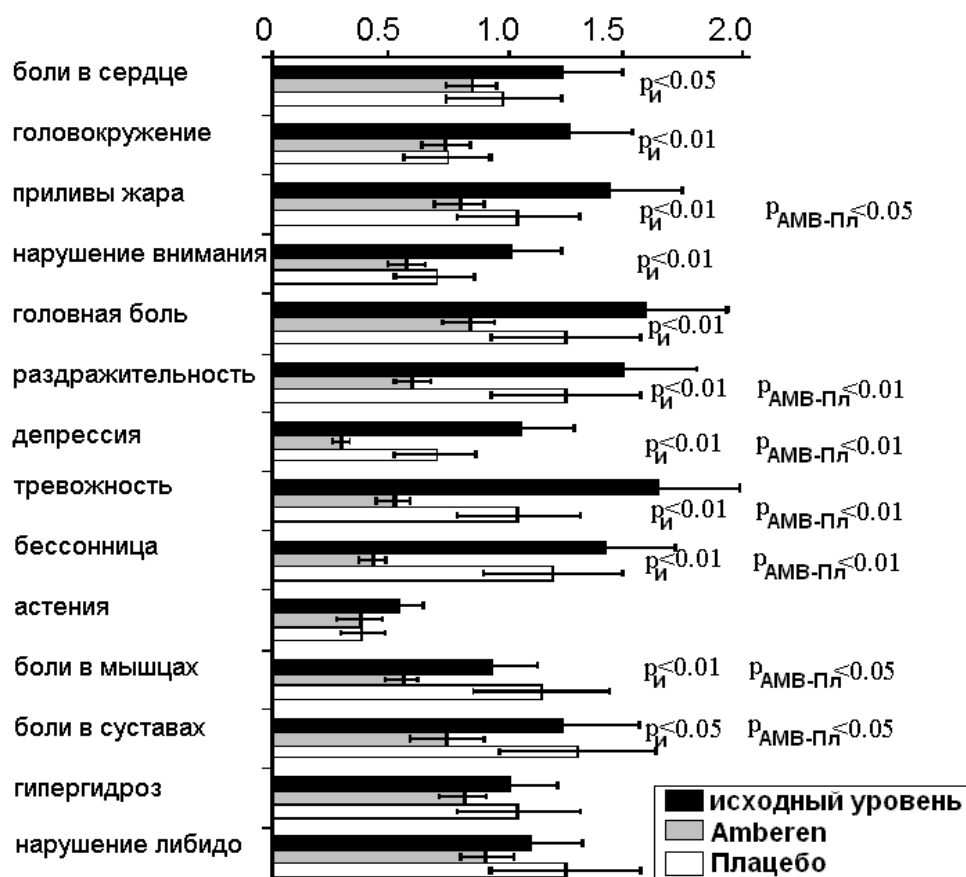 0 0.5 1.0 1.5 2.0
боли в сердце pи<0.05
головокружение pи<0.01
приливы жара pи<0.01 pАМВ-Пл<0.05
нарушение внимания pи<0.01
головная боль pи<0.01
раздражительность pи<0.01 pАМВ-Пл<0.01
депрессия pи<0.01 pАМВ-Пл<0.01
тревожность pи<0.01 pАМВ-Пл<0.01
бессонница pи<0.01 pАМВ-Пл<0.01
астения
боли в мышцах pи<0.01 pАМВ-Пл<0.05
боли в суставах pи<0.05 pАМВ-Пл<0.05
гипергидроз
нарушение либидо
исходный уровень
Amberen
Плацебо